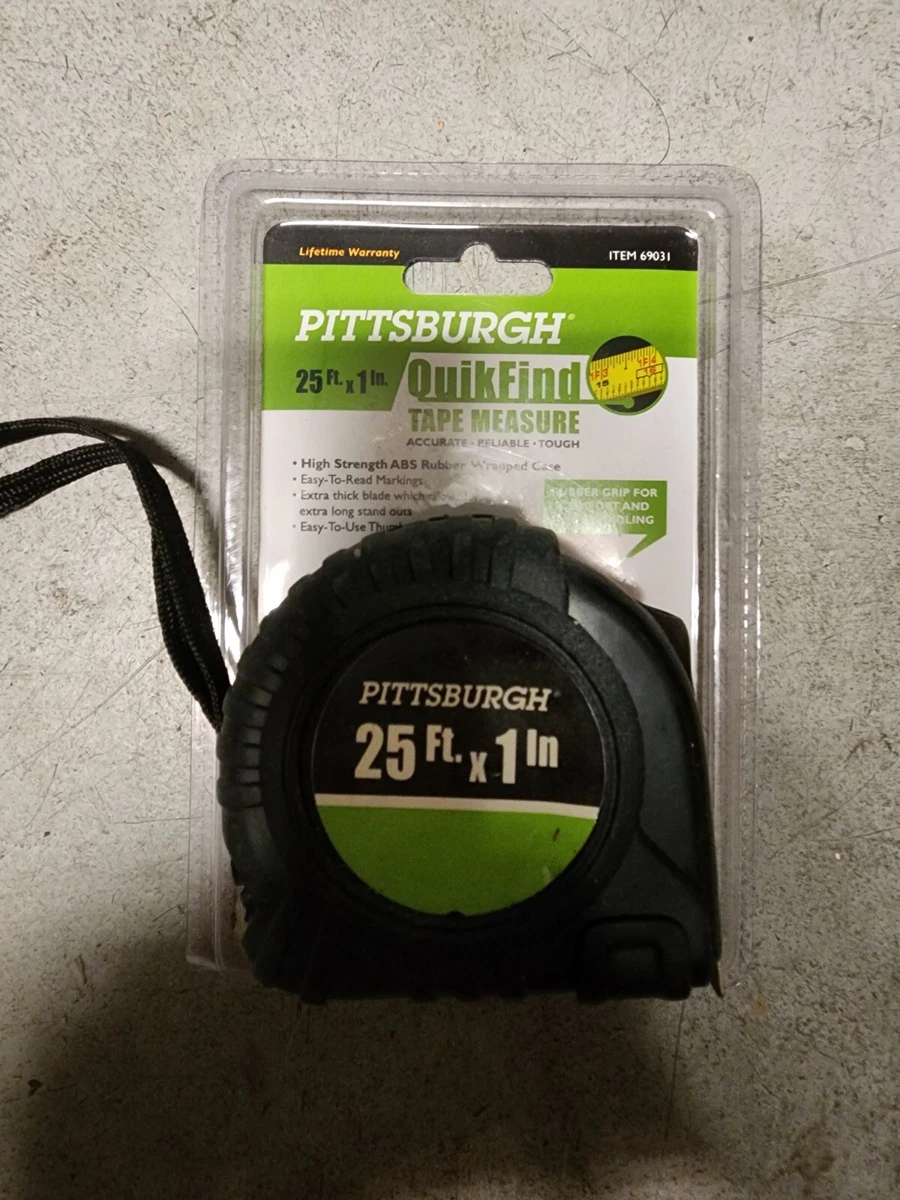 Lifetime Warranty
ITEM 69031
PITTSBURGH®
25 Ft. x 1 In.
QuikFind
TAPE MEASURE
ACCURATE • RELIABLE • TOUGH
• High Strength ABS Rubber Wrapped Case
• Easy-To-Read Markings
• Extra thick blade which
extra long stand outs
• Easy-To-Use
RUBBER GRIP FOR
AND
PITTSBURGH®
25 Ft. x 1 In